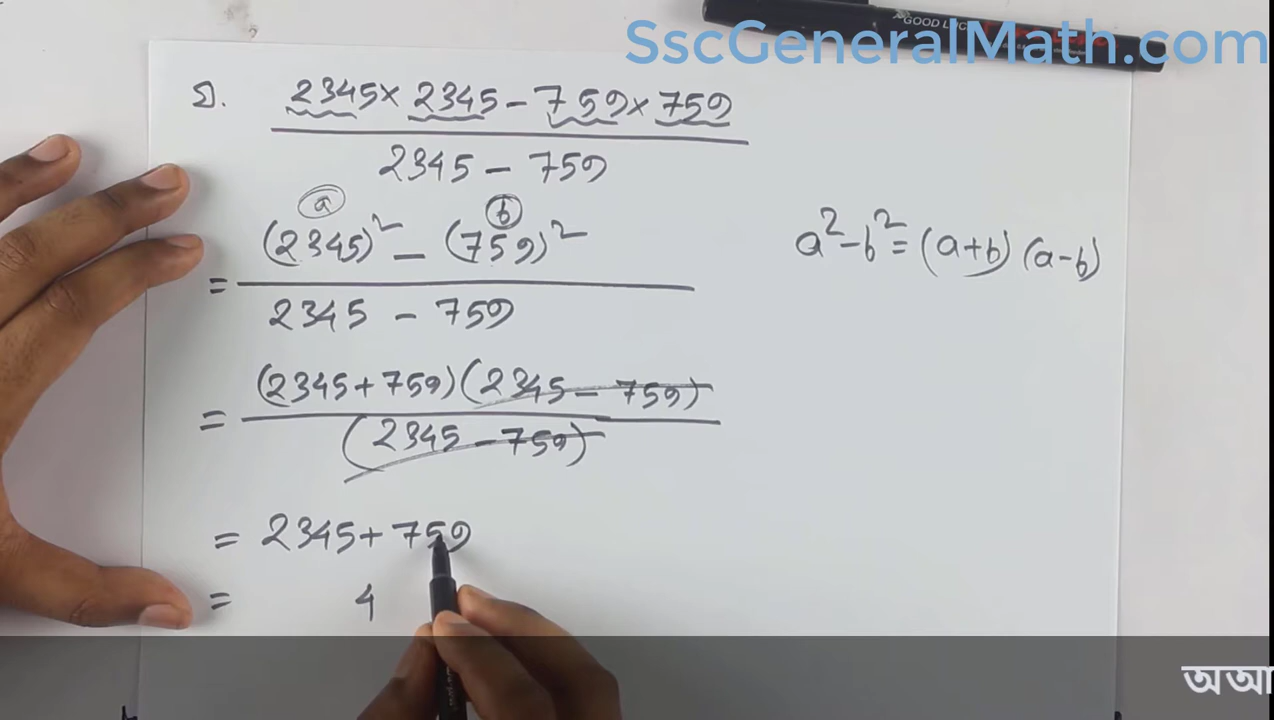 GOOD LUCK
SscGeneralMath.com
১. 2345 × 2345 - 759 × 759
2345 - 759
a b
= (2345)² - (759)²
a² - b² = (a+b) (a-b)
2345 - 759
= (2345 + 759) (2345 - 759)
(2345 - 759)
= 2345 + 759
= 4
অআ